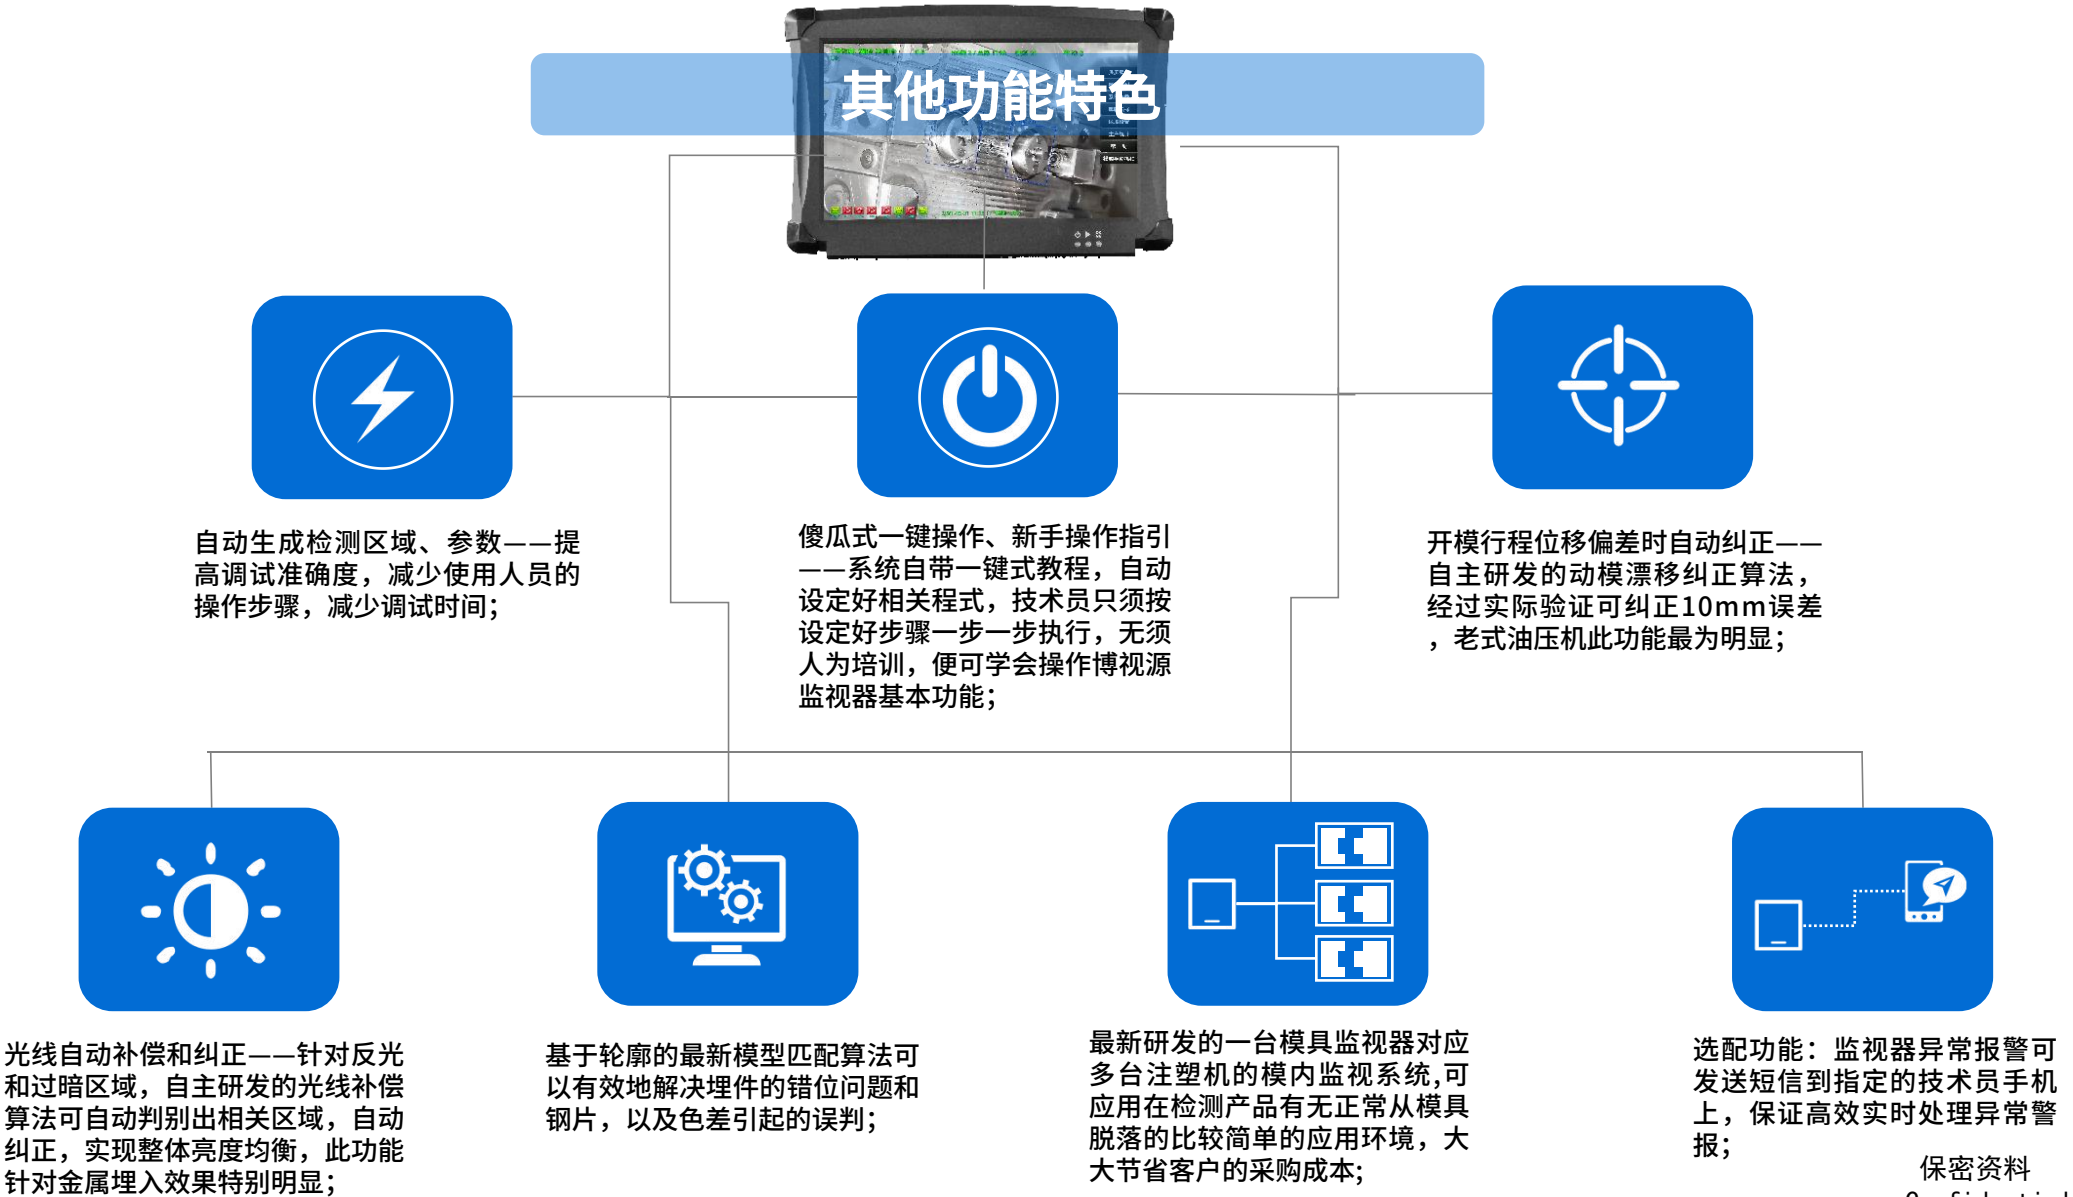 其他功能特色
自动生成检测区域、参数——提
高调试准确度，减少使用人员的
操作步骤，减少调试时间；
傻瓜式一键操作、新手操作指引
——系统自带一键式教程，自动
设定好相关程式，技术员只须按
设定好步骤一步一步执行，无须
人为培训，便可学会操作博视源
监视器基本功能；
开模行程位移偏差时自动纠正——
自主研发的动模漂移纠正算法，
经过实际验证可纠正10mm误差
，老式油压机此功能最为明显；
光线自动补偿和纠正——针对反光
和过暗区域，自主研发的光线补偿
算法可自动判别出相关区域，自动
纠正，实现整体亮度均衡，此功能
针对金属埋入效果特别明显；
基于轮廓的最新模型匹配算法可
以有效地解决埋件的错位问题和
钢片，以及色差引起的误判；
最新研发的一台模具监视器对应
多台注塑机的模内监视系统,可
应用在检测产品有无正常从模具
脱落的比较简单的应用环境，大
大节省客户的采购成本;
选配功能：监视器异常报警可
发送短信到指定的技术员手机
上，保证高效实时处理异常警
报；
保密资料